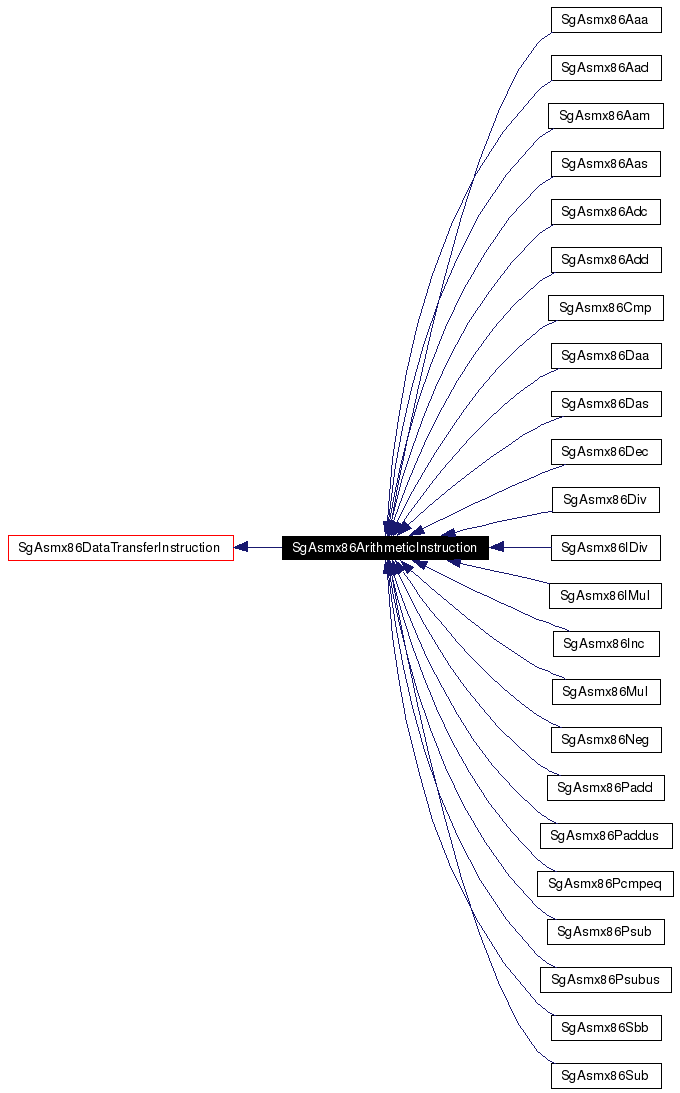 SgAsmx86Aaa
SgAsmx86Aad
SgAsmx86Aam
SgAsmx86Aas
SgAsmx86Adc
SgAsmx86Add
SgAsmx86Cmp
SgAsmx86Daa
SgAsmx86Das
SgAsmx86Dec
SgAsmx86Div
SgAsmx86DataTransferInstruction
SgAsmx86ArithmeticInstruction
SgAsmx86IDiv
SgAsmx86IMul
SgAsmx86Inc
SgAsmx86Mul
SgAsmx86Neg
SgAsmx86Padd
SgAsmx86Paddus
SgAsmx86Pcmpeq
SgAsmx86Psub
SgAsmx86Psubus
SgAsmx86Sbb
SgAsmx86Sub